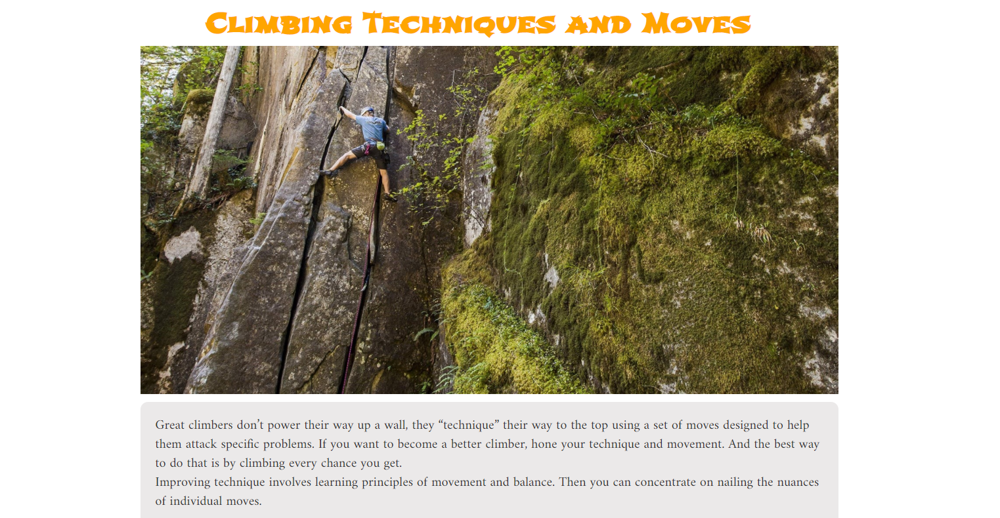 Climbing Techniques and Moves
Great climbers don’t power their way up a wall, they “technique” their way to the top using a set of moves designed to help
them attack specific problems. If you want to become a better climber, hone your technique and movement. And the best way
to do that is by climbing every chance you get.
Improving technique involves learning principles of movement and balance. Then you can concentrate on nailing the nuances
of individual moves.